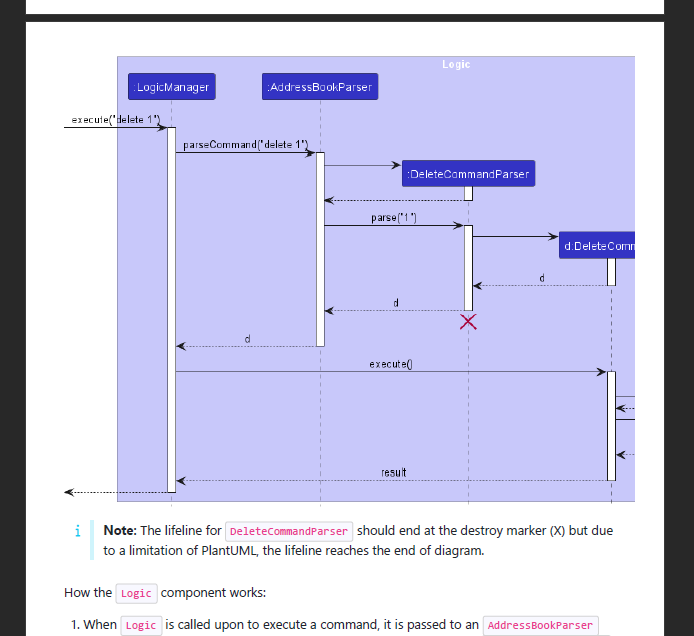 Logic
:LogicManager
:AddressBookParser
execute("delete 1")
parseCommand("delete 1")
:DeleteCommandParser
parse("1")
d:DeleteComm
d
d
d
execute()
result
i
Note: The lifeline for DeleteCommandParser should end at the destroy marker (X) but due
to a limitation of PlantUML, the lifeline reaches the end of diagram.
How the Logic component works:
1. When Logic is called upon to execute a command, it is passed to an AddressBookParser